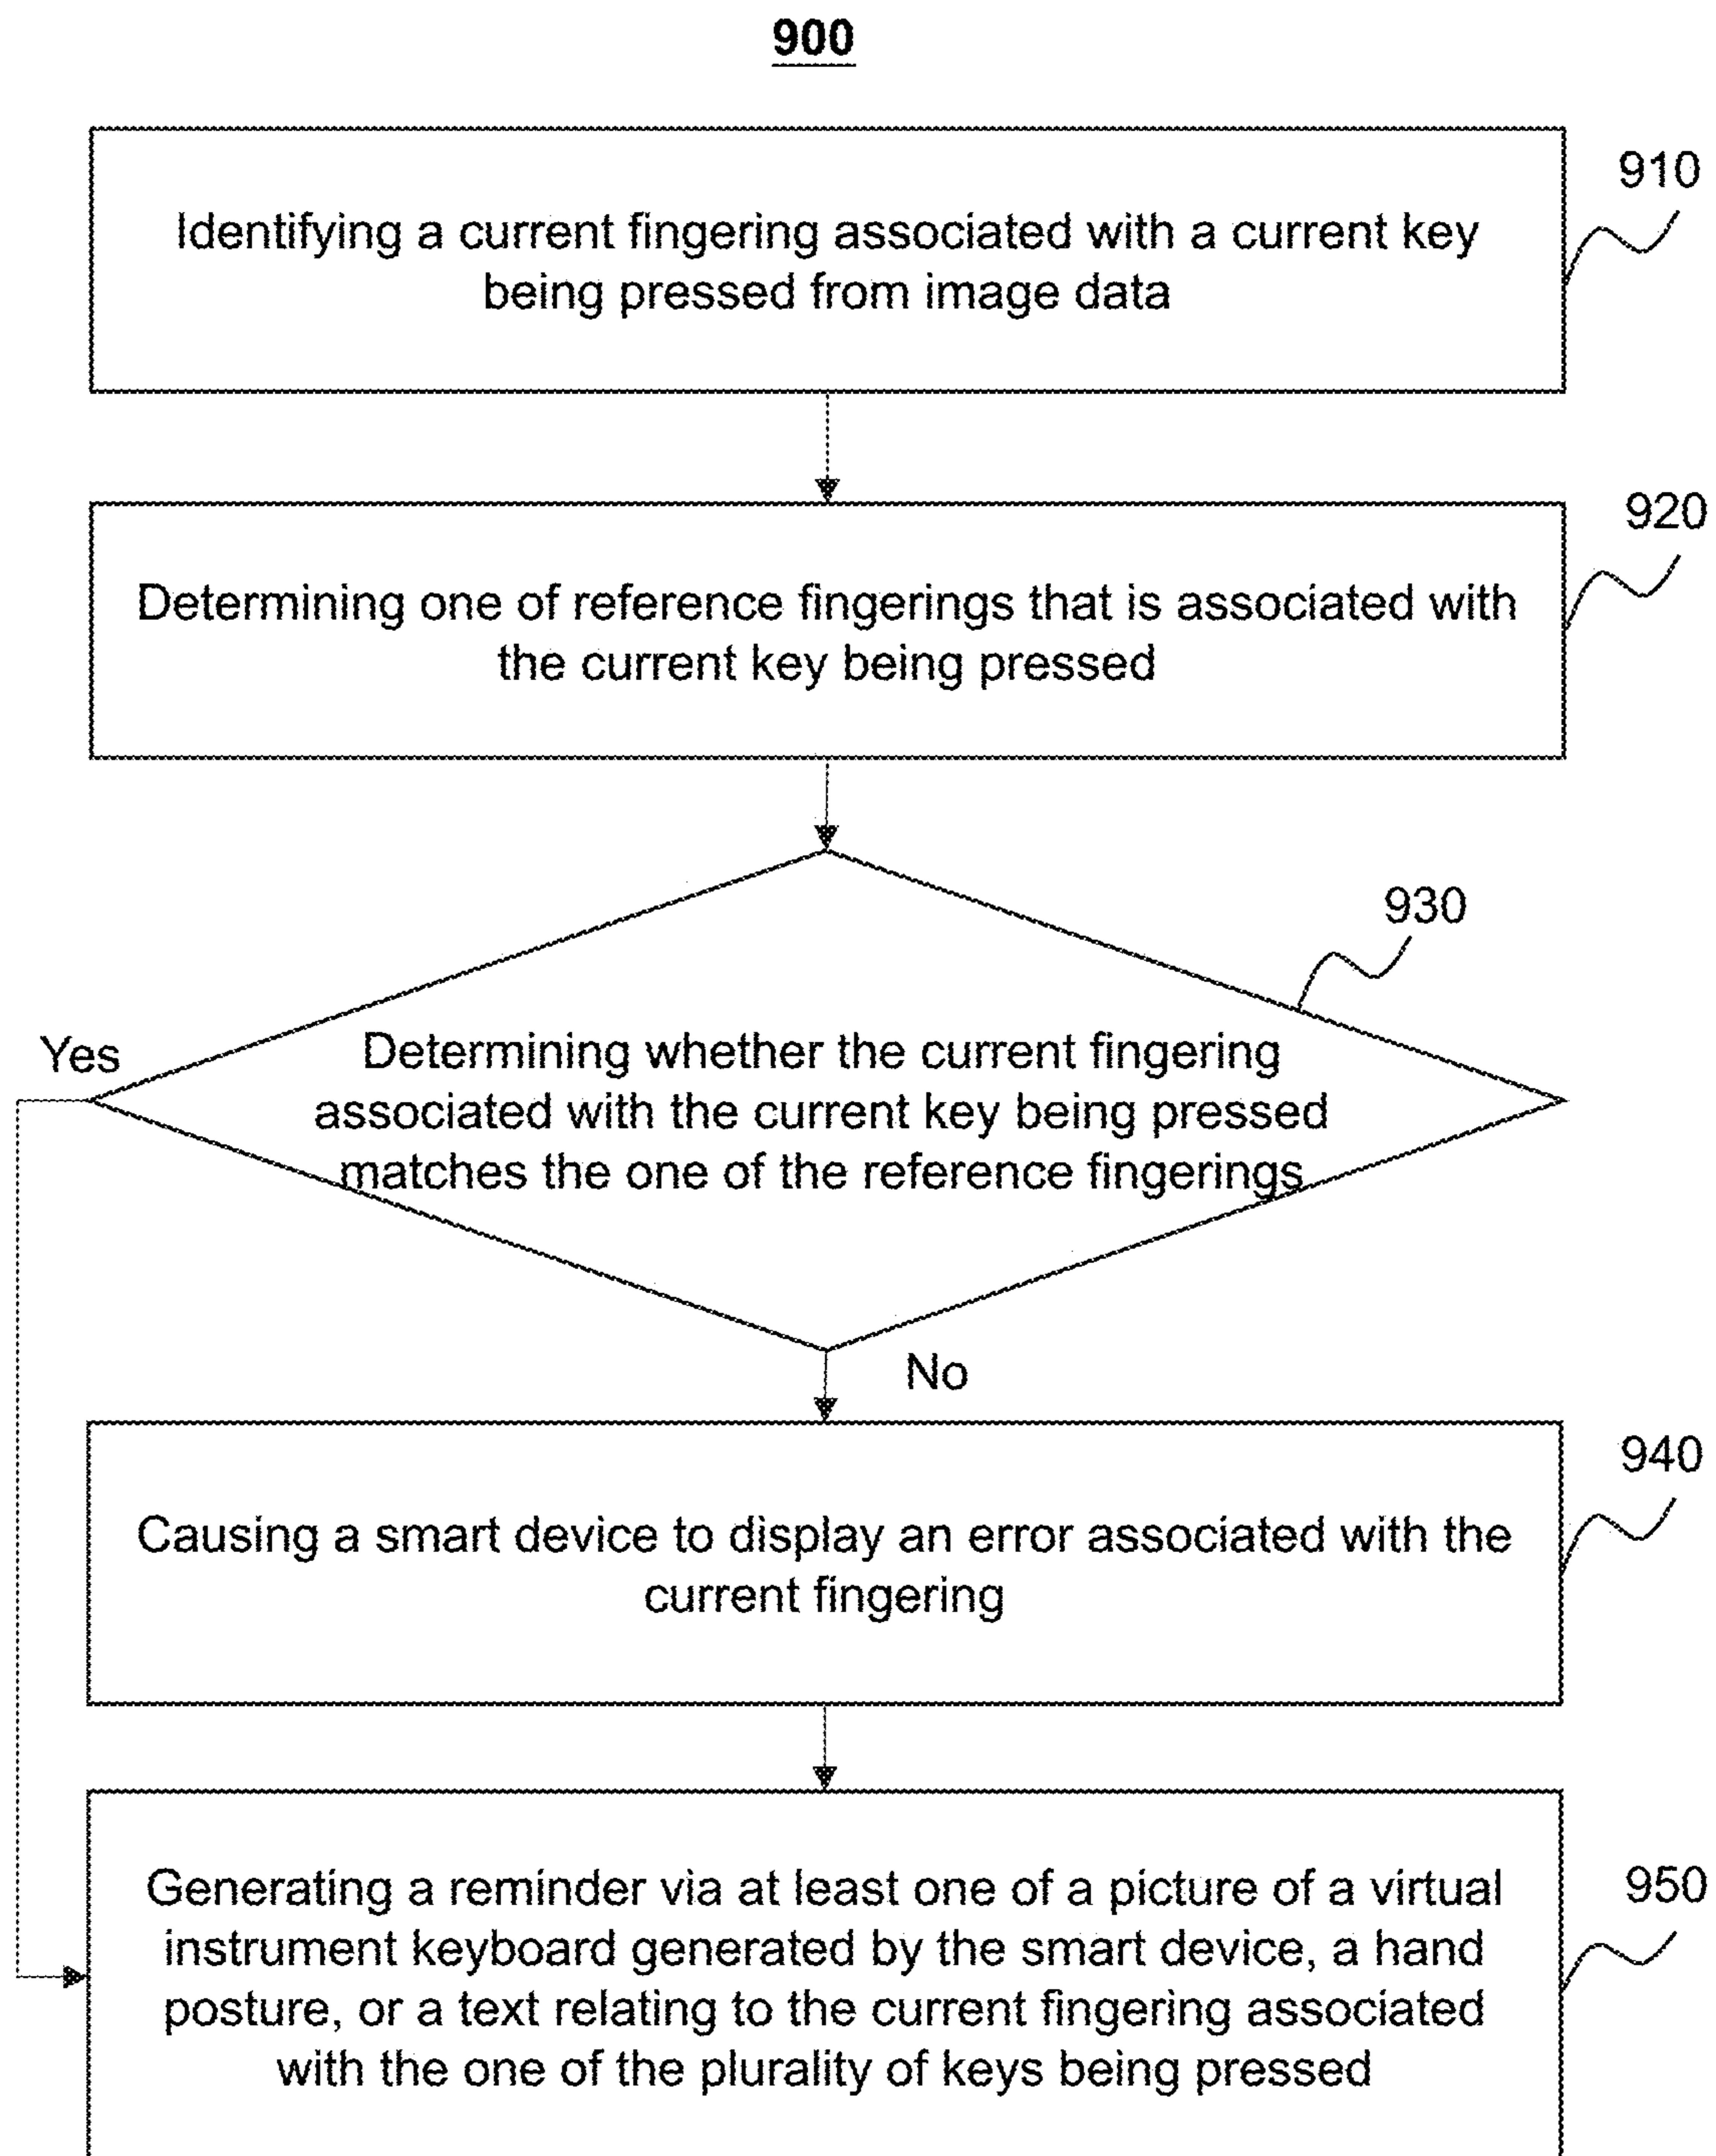 900
910
Identifying a current fingering associated with a current key
being pressed from image data
920
Determining one of reference fingerings that is associated with
the current key being pressed
930
Yes
Determining whether the current fingering
associated with the current key being pressed
matches the one of the reference fingerings
No
940
Causing a smart device to display an error associated with the
current fingering
950
Generating a reminder via at least one of a picture of a virtual
instrument keyboard generated by the smart device, a hand
posture, or a text relating to the current fingering associated
with the one of the plurality of keys being pressed